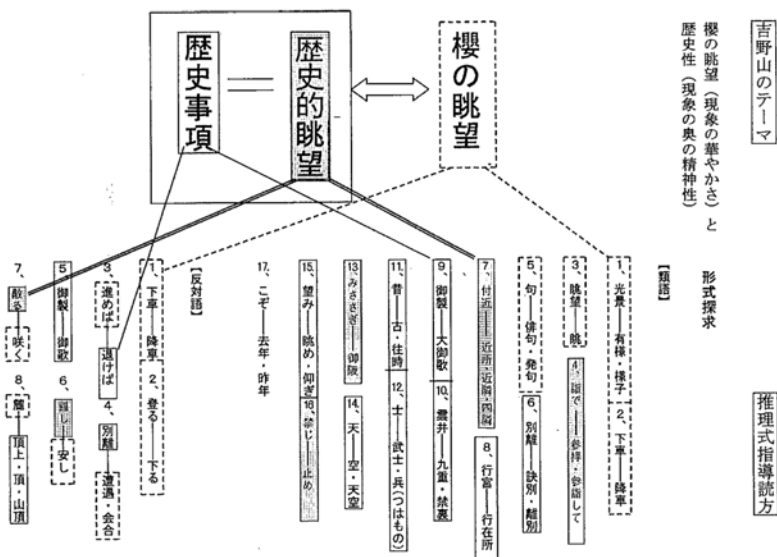 吉野山のテーマ
櫻の眺望（現象の華やかさ）と
歴史性（現象の奥の精神性）
櫻の眺望
歴史的眺望
歴史事項
推理式指導読方
形式探求
【類語】
1、光景──有様・様子 2、下車──降車
3、眺望──眺 4、詣で──参拝・参詣して
5、句──俳句・発句 6、別離──訣別・離別
7、付近──近所・近隣・四隣 8、行宮──行在所
9、御製──大御歌 10、雲井──九重・禁裏
11、昔──古・往時 12、士──武士・兵(つはもの)
13、みささぎ──御陵 14、天──空・天空
15、望み──眺め・仰ぎ 16、禁じ──止め
17、こぞ──去年・昨年
【反対語】
1、下車──降車 2、登る──下る
3、進めば──退けば 4、別離──遭遇・会合
5、御製──御歌 6、難し──安し
7、散る──咲く 8、麓──頂上・頂・山頂